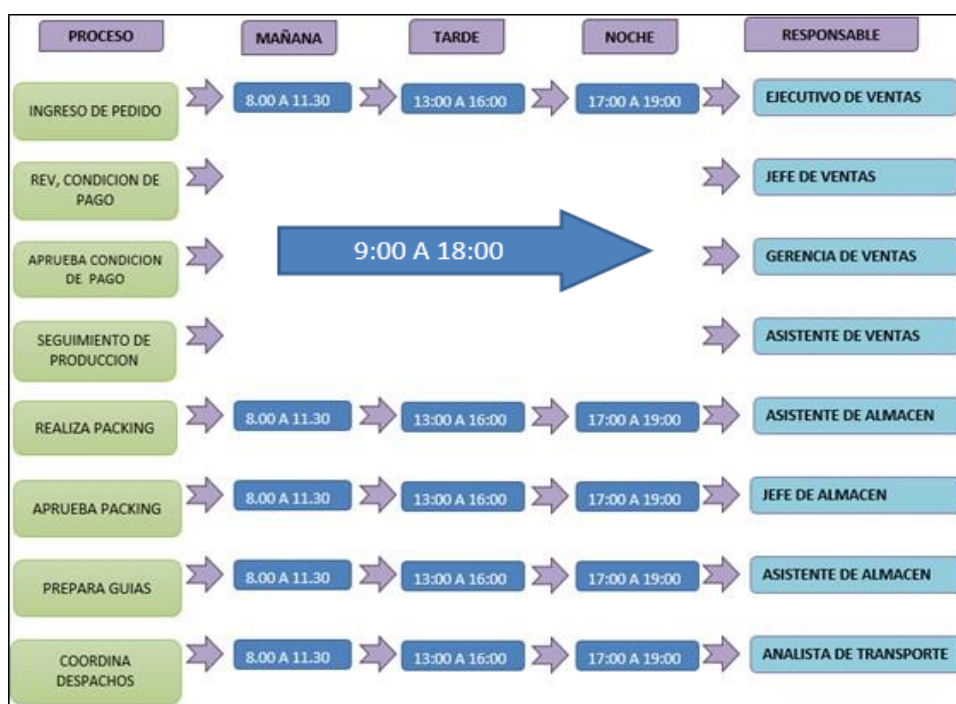 PROCESO
MAÑANA
TARDE
NOCHE
RESPONSABLE
INGRESO DE PEDIDO
8.00 A 11.30
13:00 A 16:00
17:00 A 19:00
EJECUTIVO DE VENTAS
REV, CONDICION DE
PAGO
JEFE DE VENTAS
APRUEBA CONDICION
DE PAGO
9:00 A 18:00
GERENCIA DE VENTAS
SEGUIMIENTO DE
PRODUCCION
ASISTENTE DE VENTAS
REALIZA PACKING
8.00 A 11.30
13:00 A 16:00
17:00 A 19:00
ASISTENTE DE ALMACEN
APRUEBA PACKING
8.00 A 11.30
13:00 A 16:00
17:00 A 19:00
JEFE DE ALMACEN
PREPARA GUIAS
8.00 A 11.30
13:00 A 16:00
17:00 A 19:00
ASISTENTE DE ALMACEN
COORDINA
DESPACHOS
8.00 A 11.30
13:00 A 16:00
17:00 A 19:00
ANALISTA DE TRANSPORTE